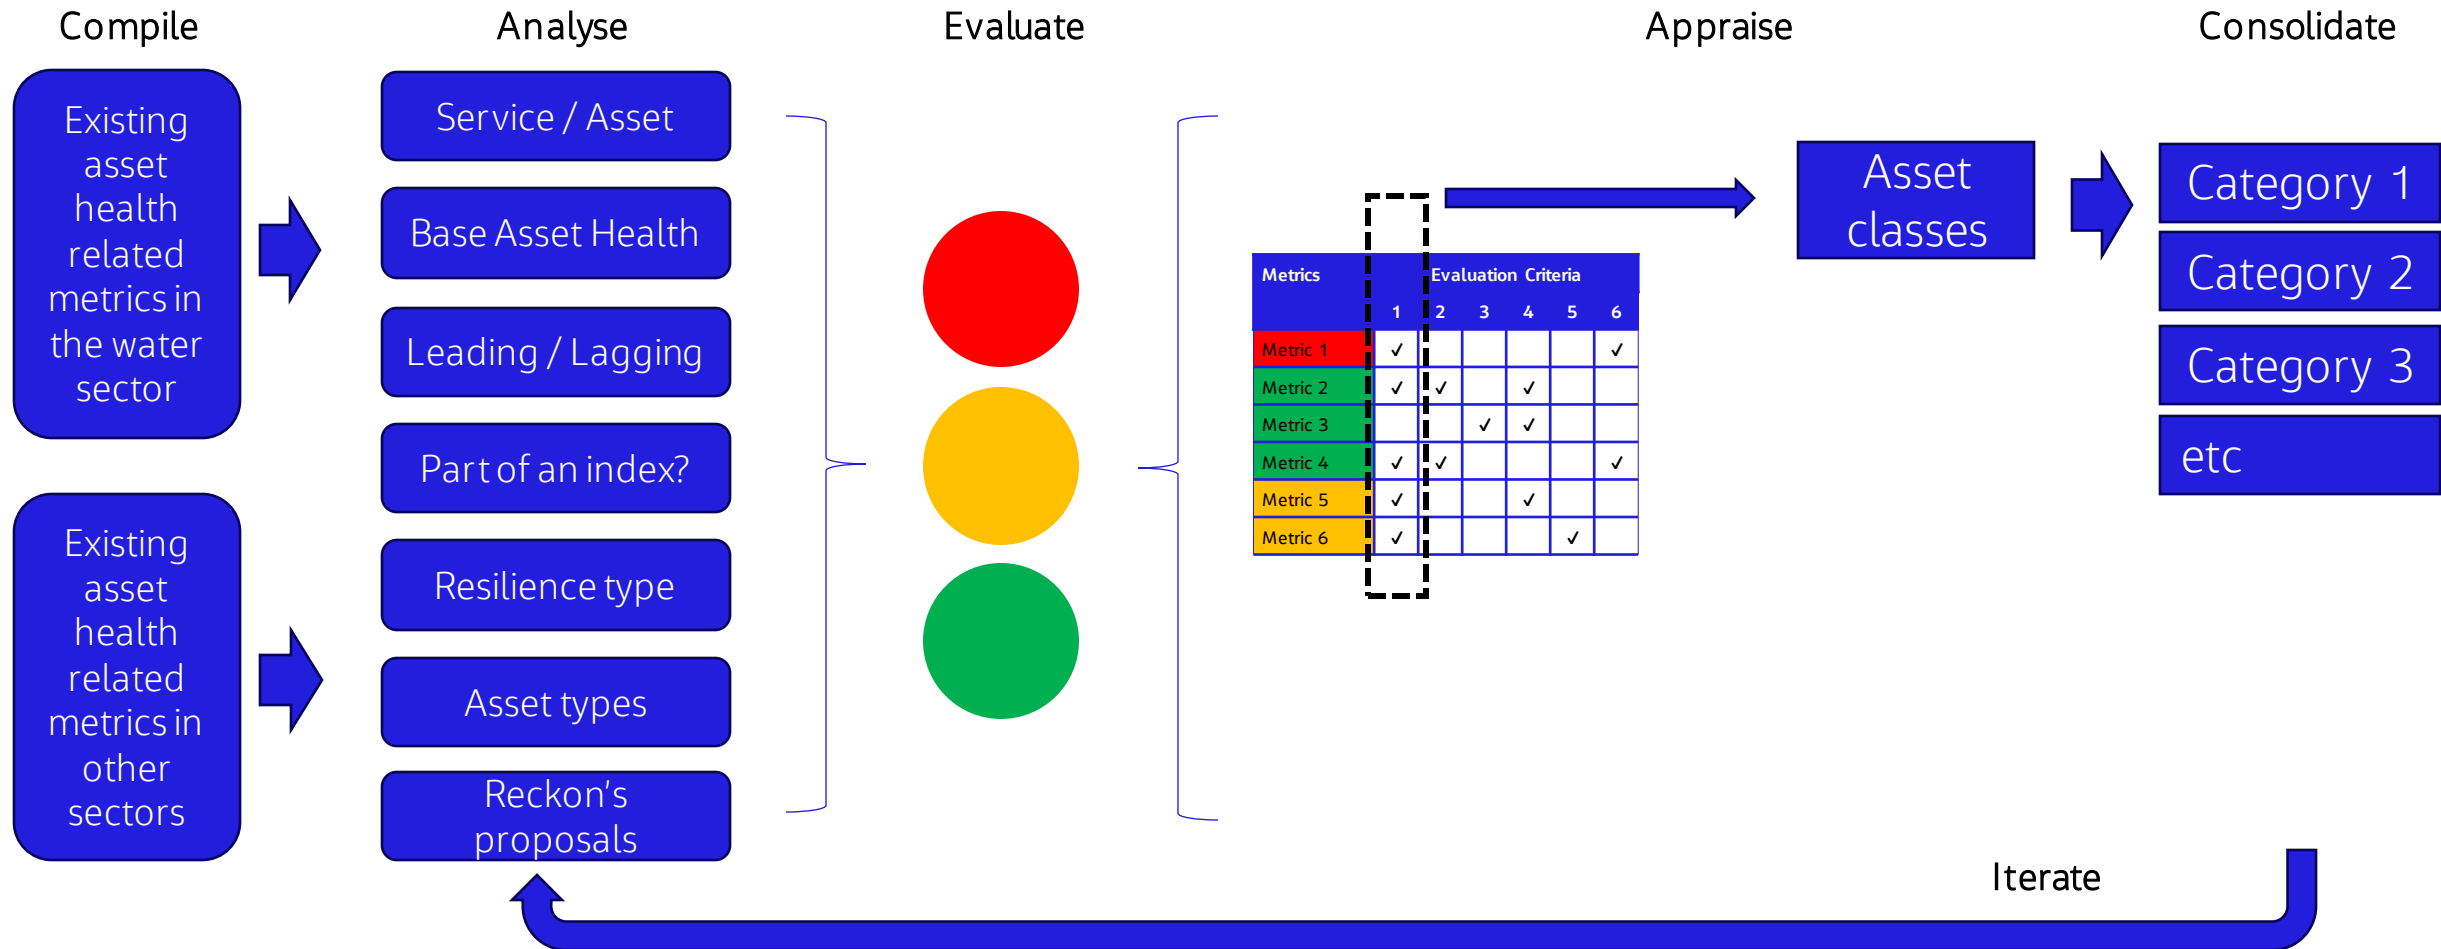 Compile
Analyse
Evaluate
Appraise
Consolidate
Existing
asset
health
related
metrics in
the water
sector
Existing
asset
health
related
metrics in
other
sectors
Service / Asset
Base Asset Health
Leading / Lagging
Part of an index?
Resilience type
Asset types
Reckon's
proposals
Metrics Evaluation Criteria
1 2 3 4 5 6
Metric 1 ✓ ✓
Metric 2 ✓ ✓ ✓
Metric 3 ✓ ✓
Metric 4 ✓ ✓ ✓
Metric 5 ✓ ✓
Metric 6 ✓ ✓
Asset
classes
Category 1
Category 2
Category 3
etc
Iterate